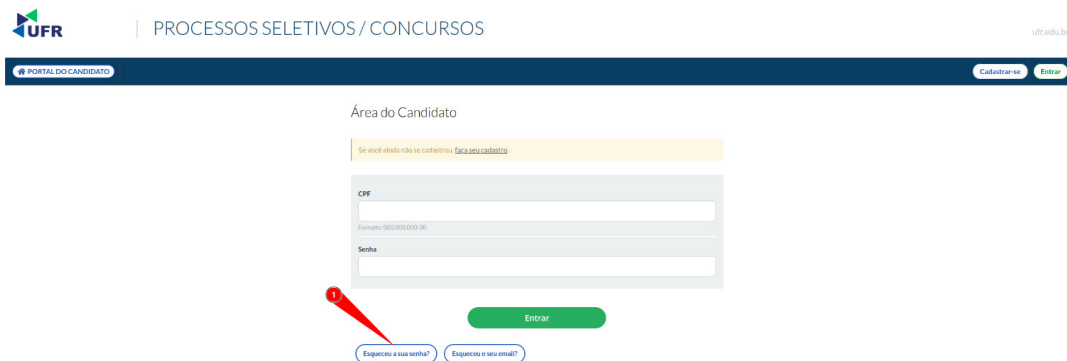 UFR
PROCESSOS SELETIVOS / CONCURSOS
ufr.edu.br
PORTAL DO CANDIDATO
Cadastrar-se
Entrar
Área do Candidato
Se você ainda não se cadastrou, faça seu cadastro.
CPF
Formato: 000.000.000-00
Senha
1
Entrar
Esqueceu a sua senha?
Esqueceu o seu email?